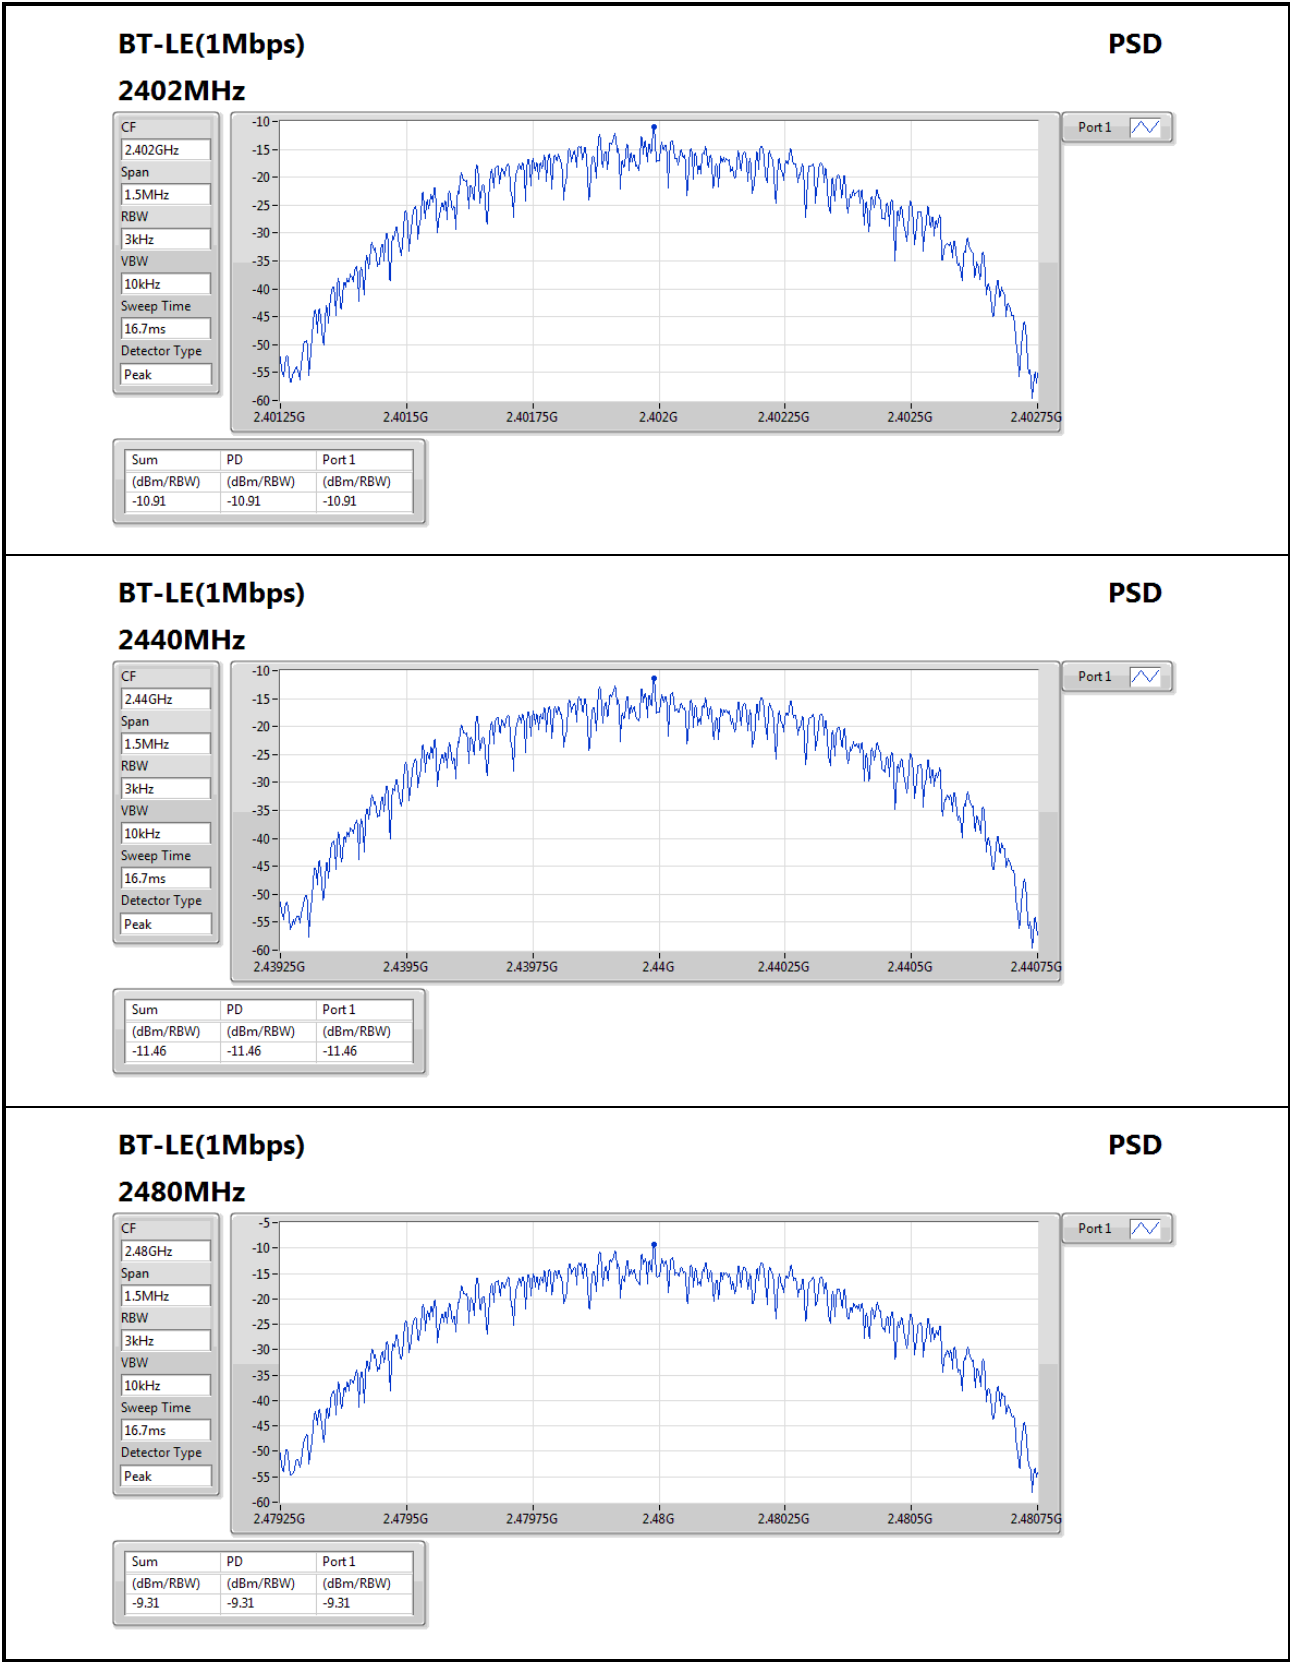 BT-LE(1Mbps) PSD
2402MHz
CF
2.402GHz
Span
1.5MHz
RBW
3kHz
VBW
10kHz
Sweep Time
16.7ms
Detector Type
Peak
-10
-15
-20
-25
-30
-35
-40
-45
-50
-55
-60
2.40125G 2.4015G 2.40175G 2.402G 2.40225G 2.4025G 2.40275G
Port 1
Sum PD Port 1
(dBm/RBW) (dBm/RBW) (dBm/RBW)
-10.91 -10.91 -10.91
BT-LE(1Mbps) PSD
2440MHz
CF
2.44GHz
Span
1.5MHz
RBW
3kHz
VBW
10kHz
Sweep Time
16.7ms
Detector Type
Peak
-10
-15
-20
-25
-30
-35
-40
-45
-50
-55
-60
2.43925G 2.4395G 2.43975G 2.44G 2.44025G 2.4405G 2.44075G
Port 1
Sum PD Port 1
(dBm/RBW) (dBm/RBW) (dBm/RBW)
-11.46 -11.46 -11.46
BT-LE(1Mbps) PSD
2480MHz
CF
2.48GHz
Span
1.5MHz
RBW
3kHz
VBW
10kHz
Sweep Time
16.7ms
Detector Type
Peak
-5
-10
-15
-20
-25
-30
-35
-40
-45
-50
-55
-60
2.47925G 2.4795G 2.47975G 2.48G 2.48025G 2.4805G 2.48075G
Port 1
Sum PD Port 1
(dBm/RBW) (dBm/RBW) (dBm/RBW)
-9.31 -9.31 -9.31